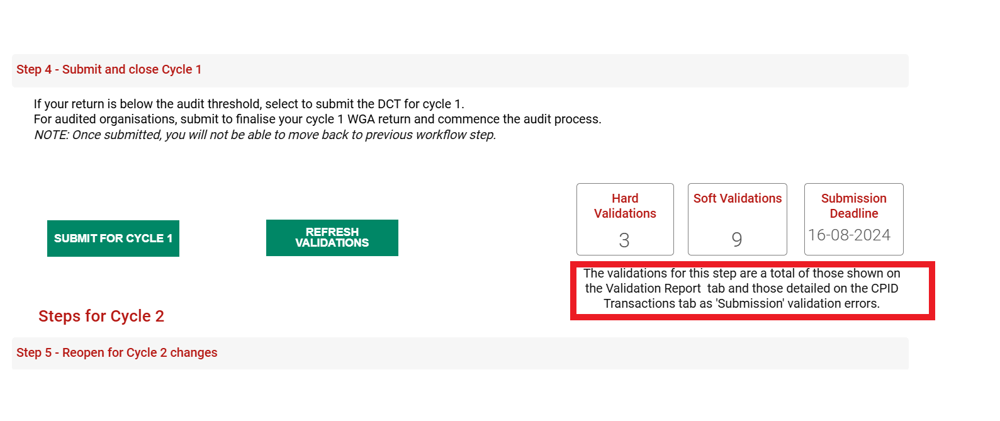 Step 4 - Submit and close Cycle 1
If your return is below the audit threshold, select to submit the DCT for cycle 1.
For audited organisations, submit to finalise your cycle 1 WGA return and commence the audit process.
NOTE: Once submitted, you will not be able to move back to previous workflow step.
SUBMIT FOR CYCLE 1
REFRESH
VALIDATIONS
Hard
Validations
3
Soft Validations
9
Submission
Deadline
16-08-2024
The validations for this step are a total of those shown on
the Validation Report  tab and those detailed on the CPID
Transactions tab as 'Submission' validation errors.
Steps for Cycle 2
Step 5 - Reopen for Cycle 2 changes